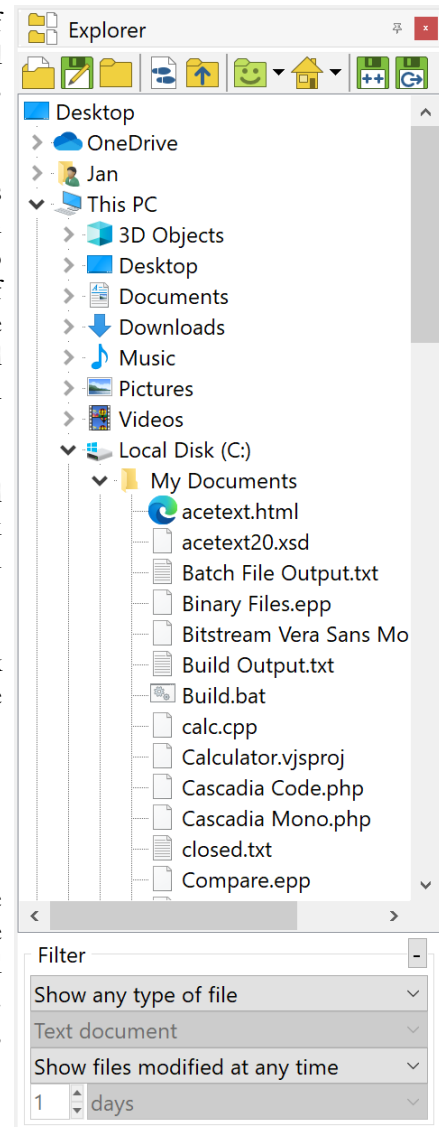 Explorer
Desktop
OneDrive
Jan
This PC
3D Objects
Desktop
Documents
Downloads
Music
Pictures
Videos
Local Disk (C:)
My Documents
acetext.html
acetext20.xsd
Batch File Output.txt
Binary Files.epp
Bitstream Vera Sans Mo
Build Output.txt
Build.bat
calc.cpp
Calculator.vjsproj
Cascadia Code.php
Cascadia Mono.php
closed.txt
Compare.epp
Filter
-
Show any type of file
Text document
Show files modified at any time
1 days